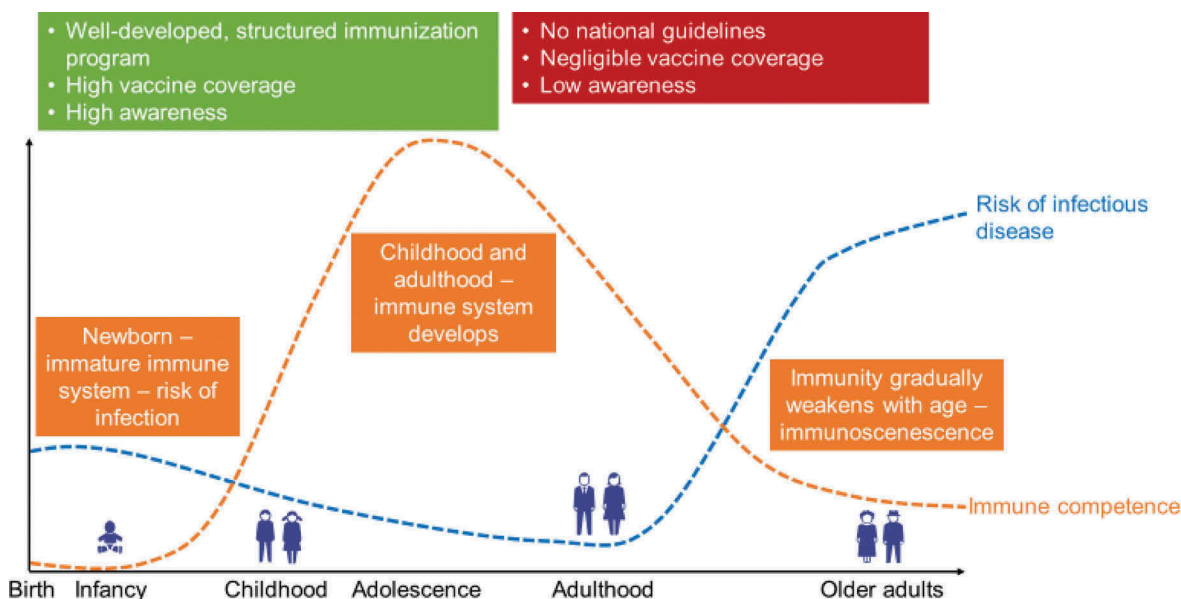 • Well-developed, structured immunization
program
• High vaccine coverage
• High awareness
• No national guidelines
• Negligible vaccine coverage
• Low awareness
Risk of infectious
disease
Childhood and
adulthood –
immune system
develops
Newborn –
immature immune
system – risk of
infection
Immunity gradually
weakens with age –
immunoscenescence
Immune competence
Birth
Infancy
Childhood
Adolescence
Adulthood
Older adults